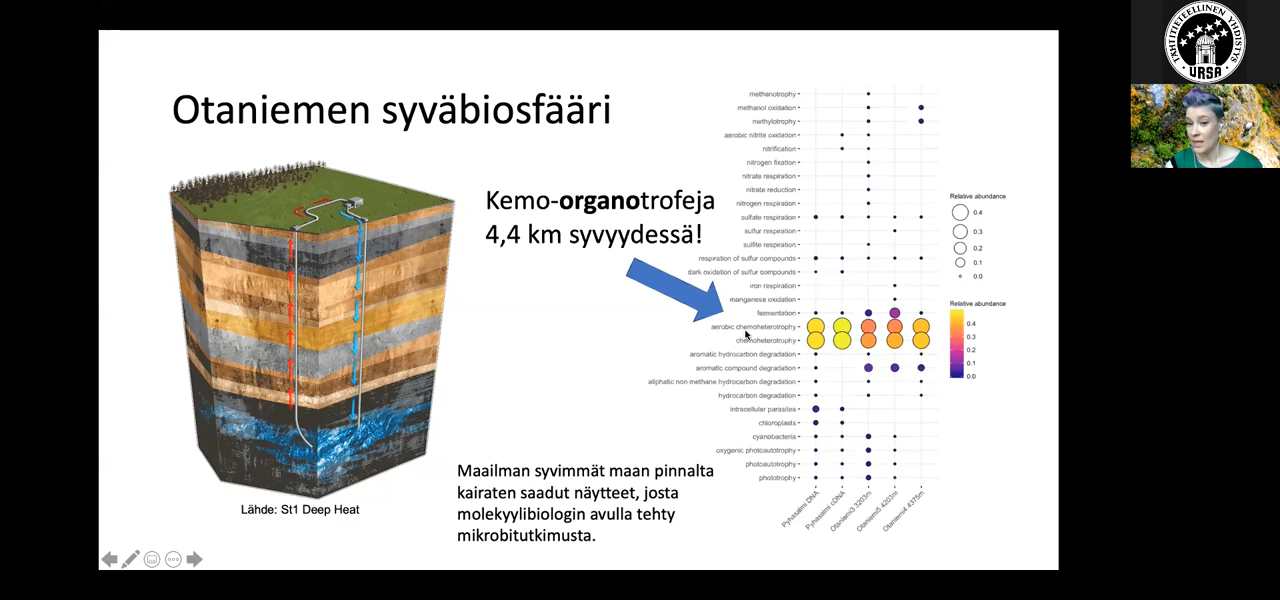 Otaniemen syväbiosfääri
Kemo-organotrofeja
4,4 km syvyydessä!
Maailman syvimmät maan pinnalta
kairaten saadut näytteet, josta
molekyylibiologin avulla tehty
mikrobitutkimusta.
Lähde: St1 Deep Heat
methanotrophy
methanol oxidation
methylotrophy
aerobic nitrite oxidation
nitrification
nitrogen fixation
nitrate respiration
nitrate reduction
nitrogen respiration
sulfate respiration
sulfur respiration
sulfite respiration
respiration of sulfur compounds
dark oxidation of sulfur compounds
iron respiration
manganese oxidation
fermentation
aerobic chemoheterotrophy
chemoheterotrophy
aromatic hydrocarbon degradation
aromatic compound degradation
aliphatic non methane hydrocarbon degradation
hydrocarbon degradation
intracellular parasites
chloroplasts
cyanobacteria
oxygenic photoautotrophy
photoautotrophy
phototrophy
Pyhasalmi DNA
Pyhasalmi cDNA
Otaniemi3 3203m
Otaniemi5 4203m
Otaniemi4 4375m
Relative abundance
0.4
0.3
0.2
0.1
0.0
Relative abundance
0.4
0.3
0.2
0.1
0.0
TÄHTITIETEELLINEN YHDISTYS
URSA